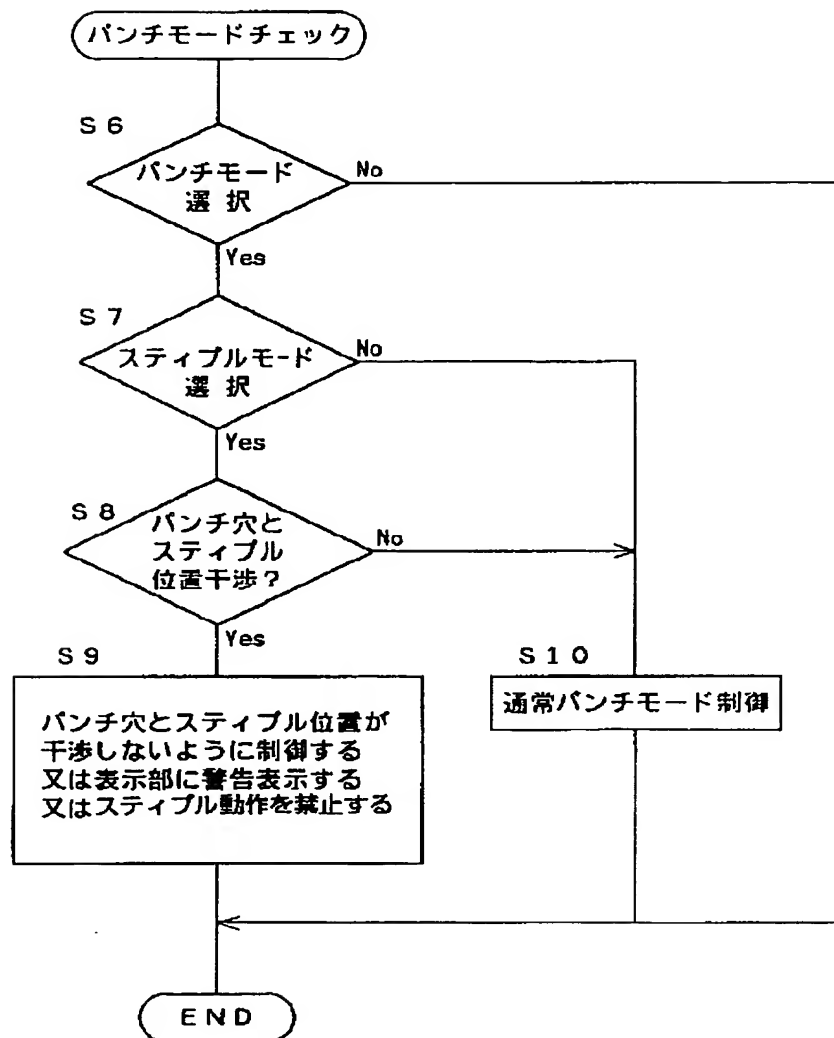 パンチモードチェック
S6
パンチモード
選択
No
Yes
S7
スティプルモード
選択
No
Yes
S8
パンチ穴と
スティプル
位置干渉?
No
Yes
S9
パンチ穴とスティプル位置が
干渉しないように制御する
又は表示部に警告表示する
又はスティプル動作を禁止する
S10
通常パンチモード制御
END